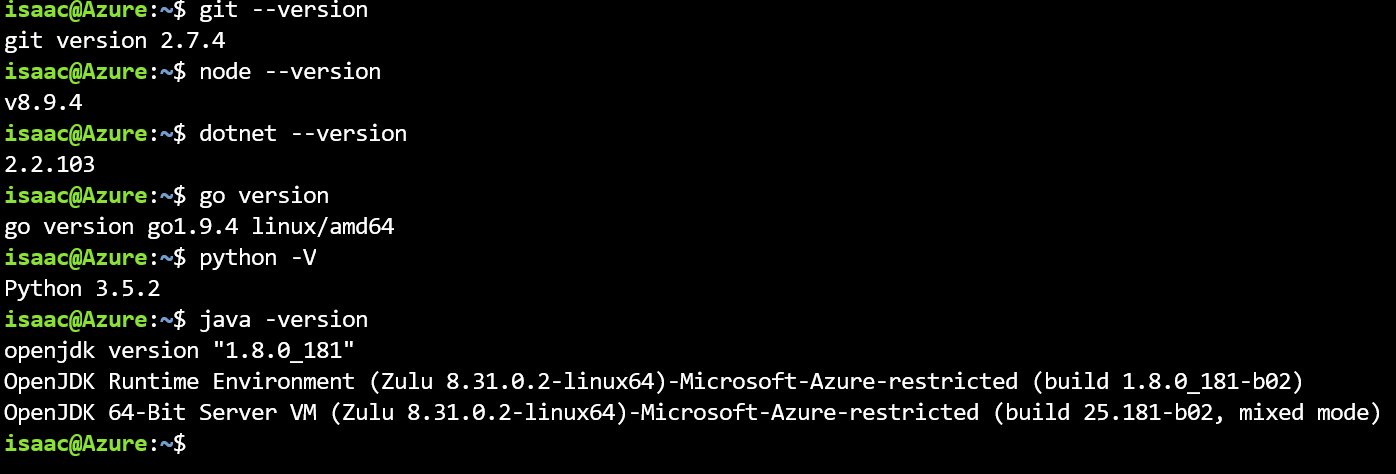 isaac@Azure:~$ git --version
git version 2.7.4
isaac@Azure:~$ node --version
v8.9.4
isaac@Azure:~$ dotnet --version
2.2.103
isaac@Azure:~$ go version
go version go1.9.4 linux/amd64
isaac@Azure:~$ python -V
Python 3.5.2
isaac@Azure:~$ java -version
openjdk version "1.8.0_181"
OpenJDK Runtime Environment (Zulu 8.31.0.2-linux64)-Microsoft-Azure-restricted (build 1.8.0_181-b02)
OpenJDK 64-Bit Server VM (Zulu 8.31.0.2-linux64)-Microsoft-Azure-restricted (build 25.181-b02, mixed mode)
isaac@Azure:~$